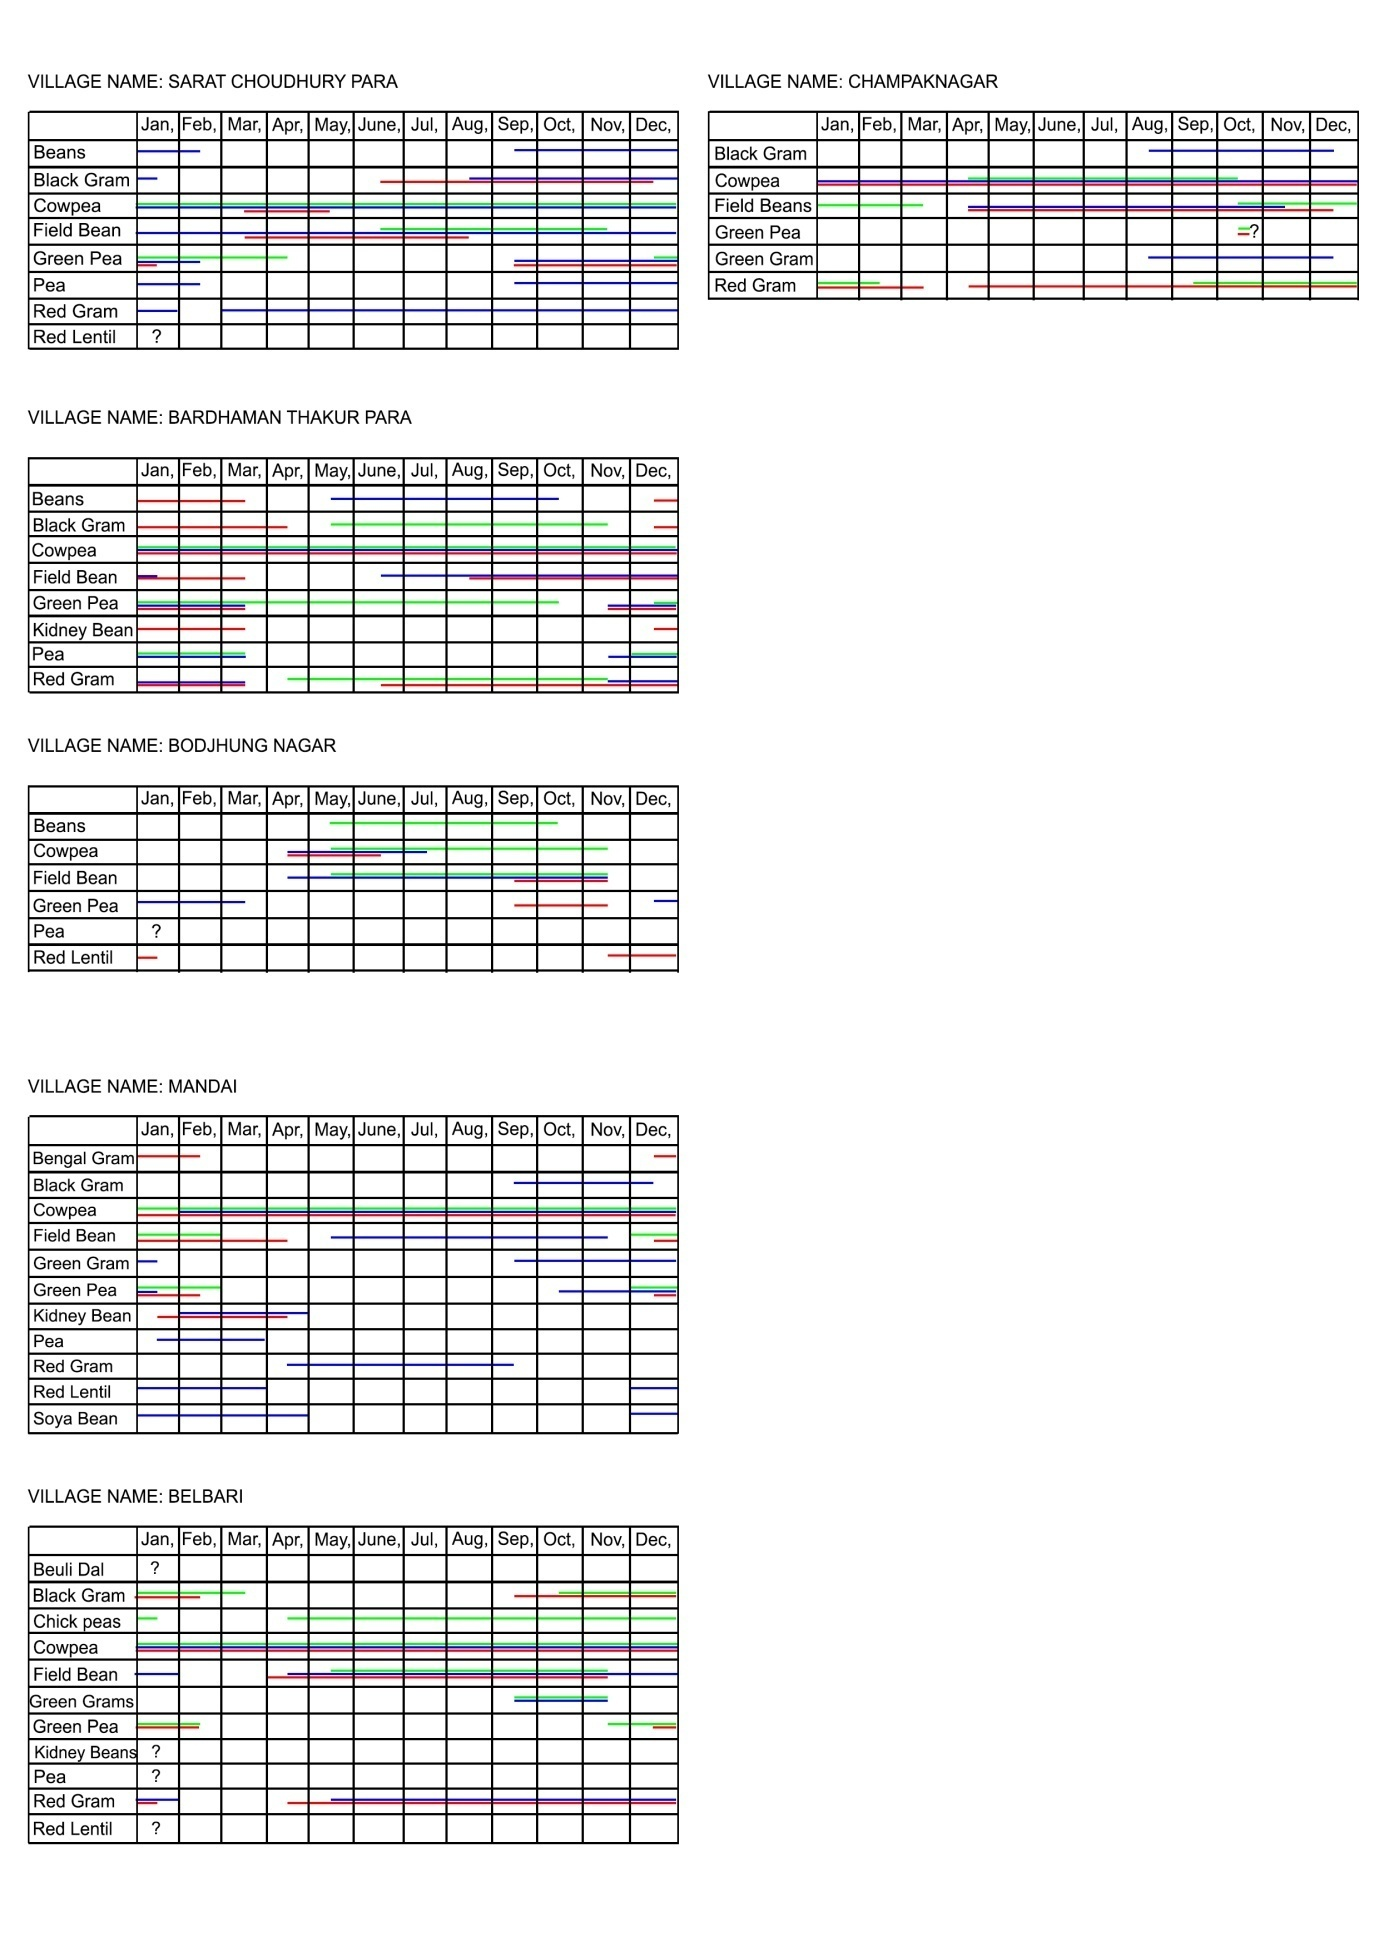 VILLAGE NAME: SARAT CHOUDHURY PARA
Jan, Feb, Mar, Apr, May, June, Jul, Aug, Sep, Oct, Nov, Dec,
Beans
Black Gram
Cowpea
Field Bean
Green Pea
Pea
Red Gram
Red Lentil ?
VILLAGE NAME: CHAMPAKNAGAR
Jan, Feb, Mar, Apr, May, June, Jul, Aug, Sep, Oct, Nov, Dec,
Black Gram
Cowpea
Field Beans
Green Pea ?
Green Gram
Red Gram
VILLAGE NAME: BARDHAMAN THAKUR PARA
Jan, Feb, Mar, Apr, May, June, Jul, Aug, Sep, Oct, Nov, Dec,
Beans
Black Gram
Cowpea
Field Bean
Green Pea
Kidney Bean
Pea
Red Gram
VILLAGE NAME: BODJHUNG NAGAR
Jan, Feb, Mar, Apr, May, June, Jul, Aug, Sep, Oct, Nov, Dec,
Beans
Cowpea
Field Bean
Green Pea
Pea ?
Red Lentil
VILLAGE NAME: MANDAI
Jan, Feb, Mar, Apr, May, June, Jul, Aug, Sep, Oct, Nov, Dec,
Bengal Gram
Black Gram
Cowpea
Field Bean
Green Gram
Green Pea
Kidney Bean
Pea
Red Gram
Red Lentil
Soya Bean
VILLAGE NAME: BELBARI
Jan, Feb, Mar, Apr, May, June, Jul, Aug, Sep, Oct, Nov, Dec,
Beuli Dal ?
Black Gram
Chick peas
Cowpea
Field Bean
Green Grams
Green Pea
Kidney Beans ?
Pea ?
Red Gram
Red Lentil ?